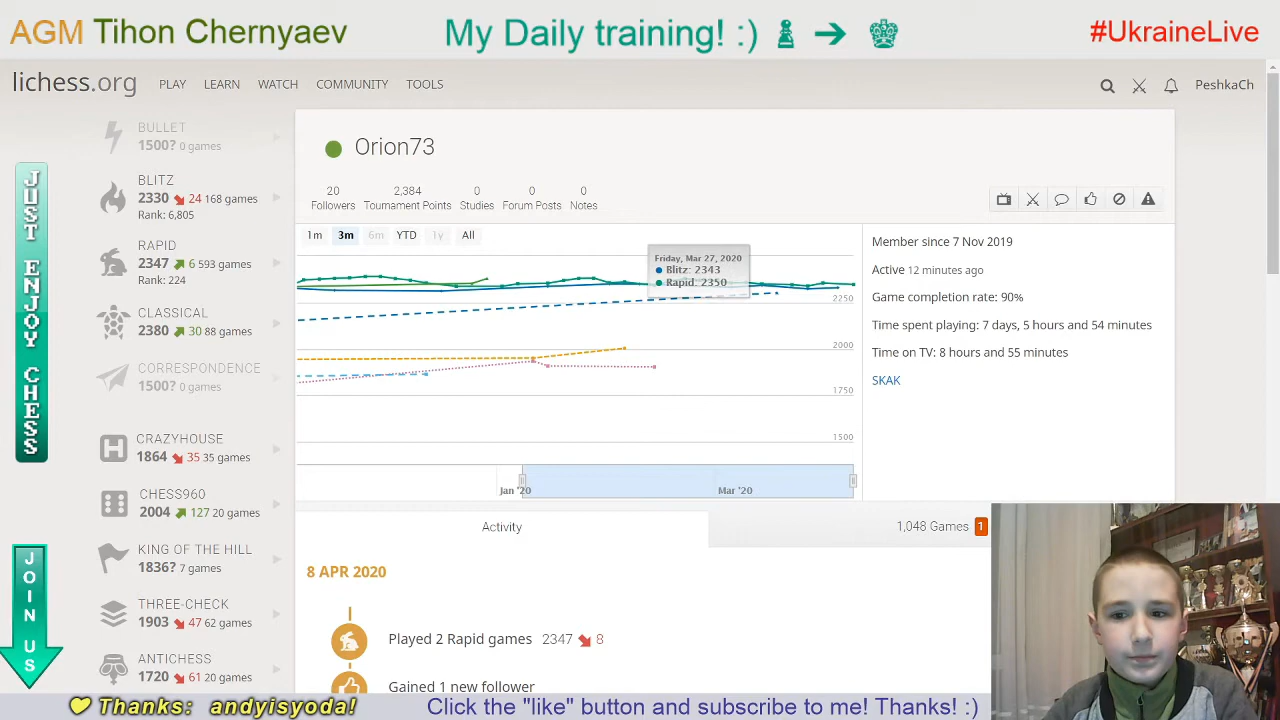 AGM Tihon Chernyaev
My Daily training! :) ♟ → ♚
#UkraineLive
lichess.org PLAY LEARN WATCH COMMUNITY TOOLS PeshkaCh
JUST ENJOY CHESS
JOIN US
BULLET
1500? 0 games
BLITZ
2330 24 168 games
Rank: 6,805
RAPID
2347 6 593 games
Rank: 224
CLASSICAL
2380 30 88 games
CORRESPONDENCE
1500? 0 games
CRAZYHOUSE
1864 35 35 games
CHESS960
2004 127 20 games
KING OF THE HILL
1836? 7 games
THREE-CHECK
1903 47 62 games
ANTICHESS
1720 61 20 games
Orion73
20 2,384 0 0 0
Followers Tournament Points Studies Forum Posts Notes
1m 3m 6m YTD 1y All
Friday, Mar 27, 2020
Blitz: 2343
Rapid: 2350
2250
2000
1750
1500
Jan '20 Mar '20
Member since 7 Nov 2019
Active 12 minutes ago
Game completion rate: 90%
Time spent playing: 7 days, 5 hours and 54 minutes
Time on TV: 8 hours and 55 minutes
SKAK
Activity 1,048 Games 1
8 APR 2020
Played 2 Rapid games 2347 8
Gained 1 new follower
Thanks: andyisyoda!
Click the "like" button and subscribe to me! Thanks! :)